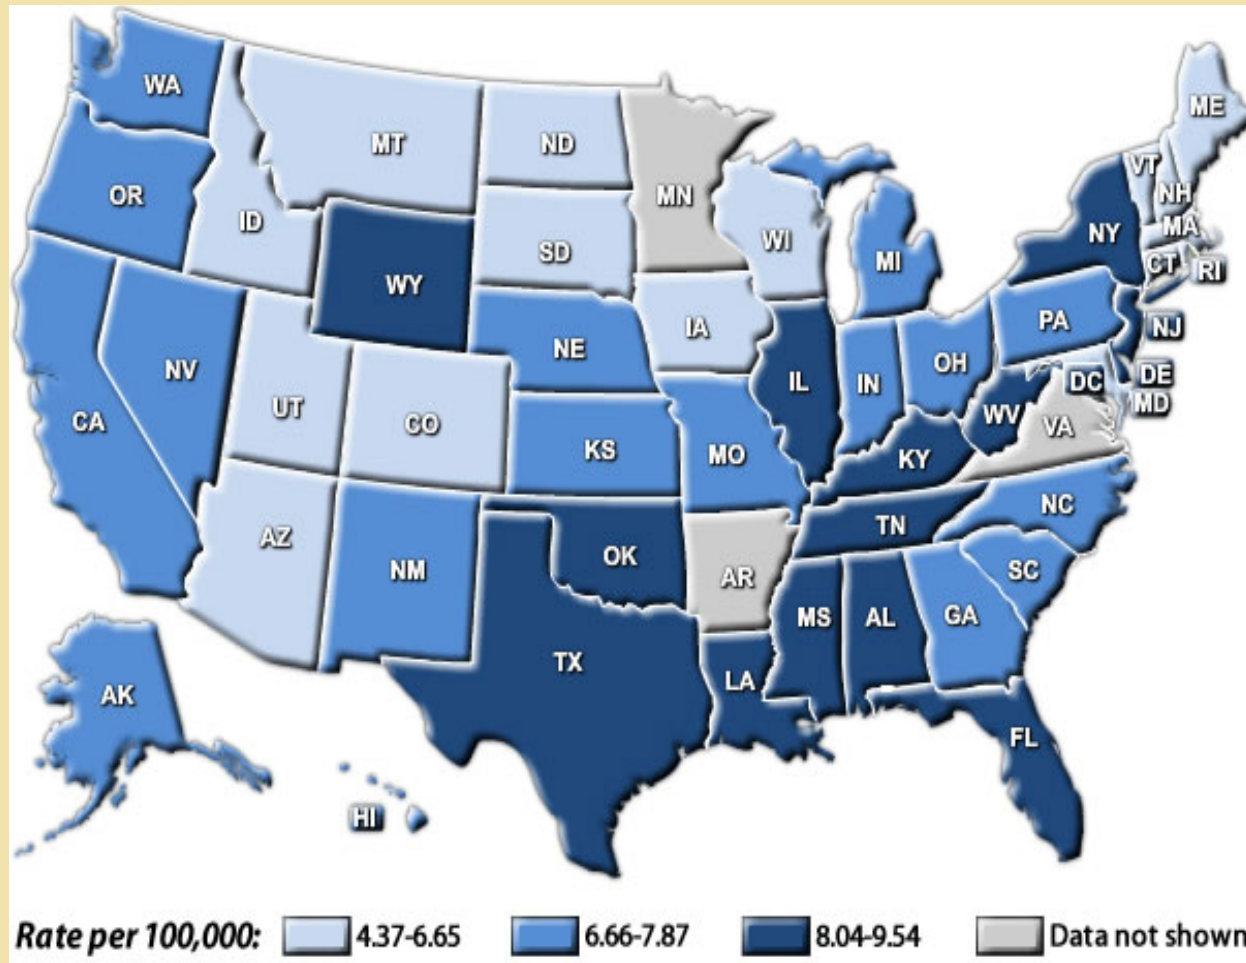 WA
ME
MT
ND
VT
MN
OR
NH
ID
WI
MA
NY
SD
MI
CT
RI
WY
IA
PA
NE
NJ
OH
NV
IL
IN
DE
DC
UT
MD
CO
WV
CA
VA
KS
MO
KY
NC
TN
AZ
OK
NM
AR
SC
MS
AL
GA
TX
LA
AK
FL
HI
Rate per 100,000: 4.37-6.65 6.66-7.87 8.04-9.54 Data not shown